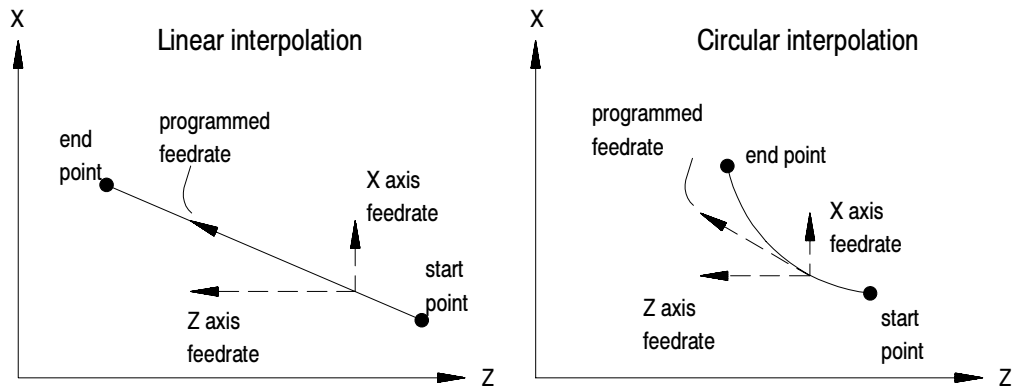 X
Linear interpolation
end
point
programmed
feedrate
X axis
feedrate
start
point
Z axis
feedrate
Z
X
Circular interpolation
programmed
feedrate
end point
X axis
feedrate
Z axis
feedrate
start
point
Z